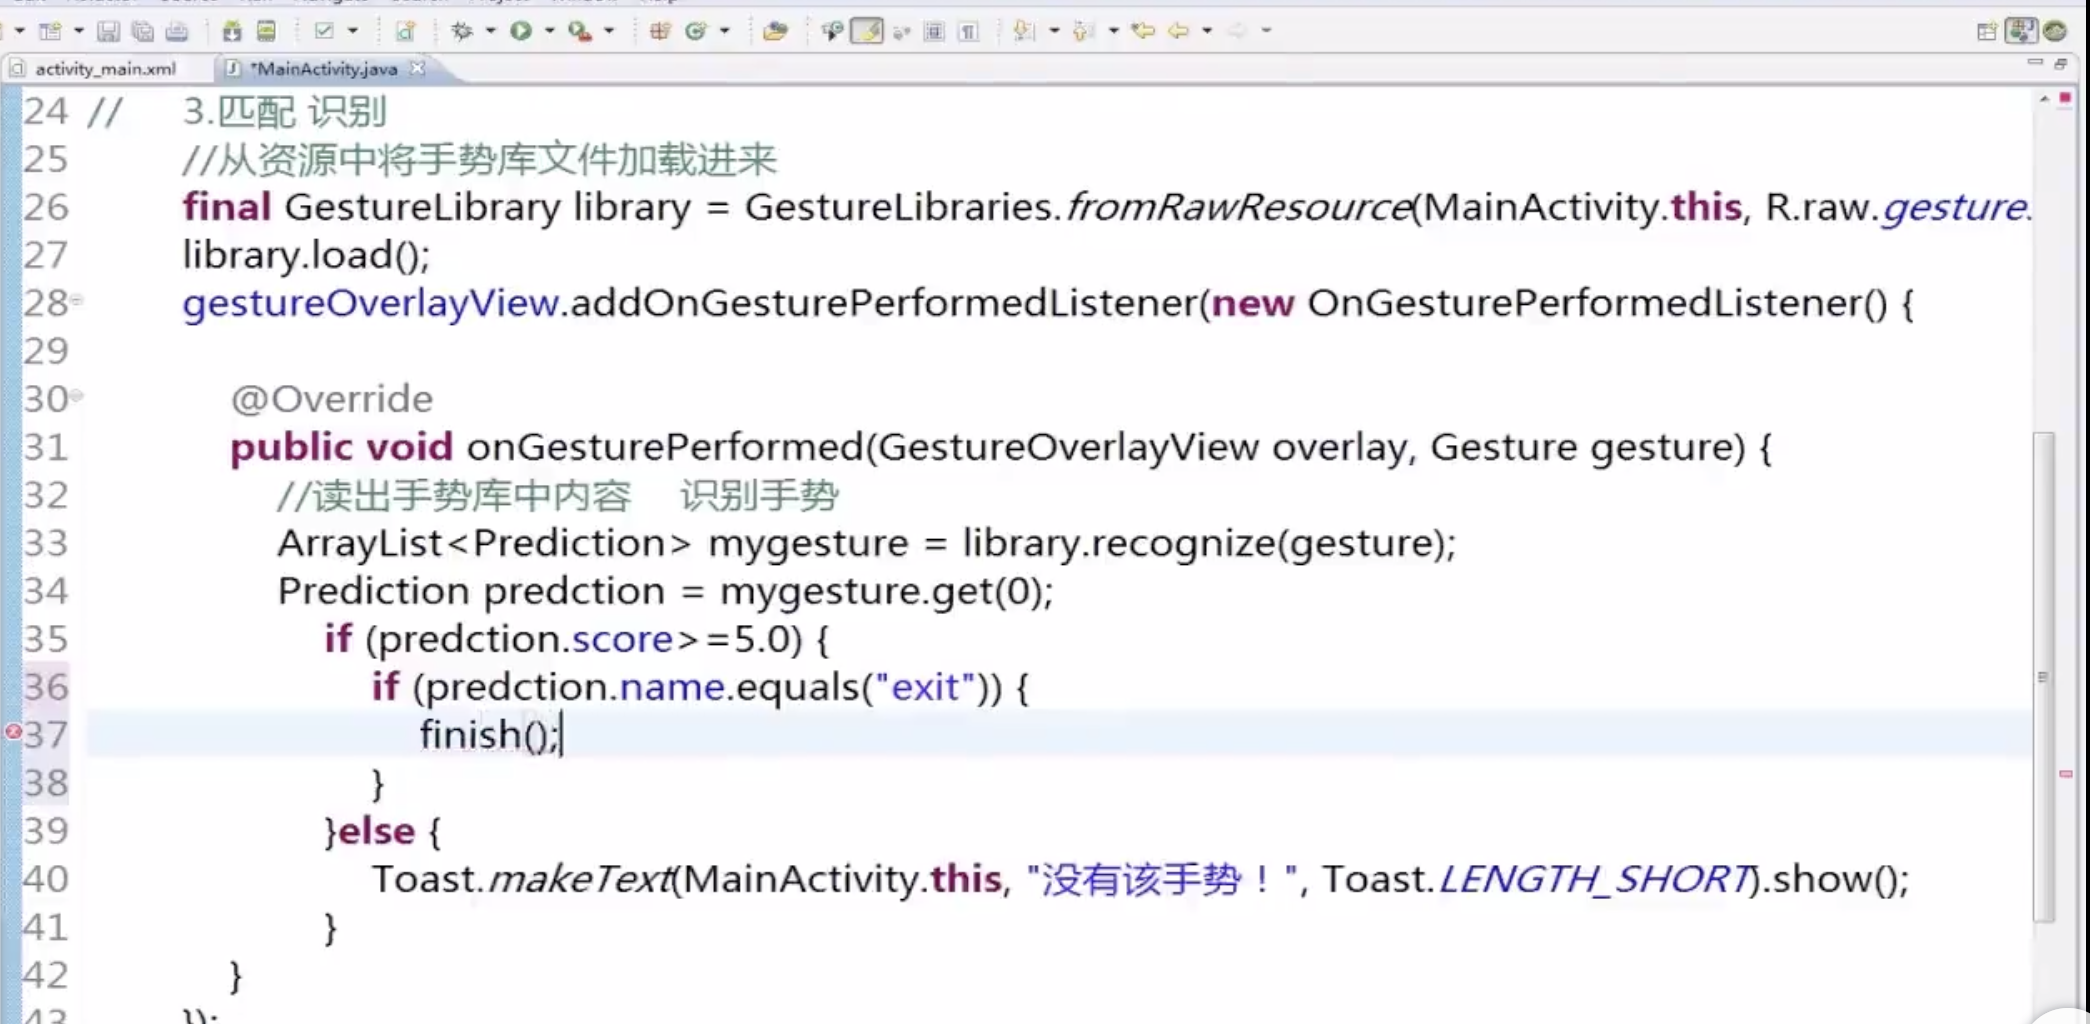 activity_main.xml
*MainActivity.java
24 // 3.匹配 识别
25 //从资源中将手势库文件加载进来
26 final GestureLibrary library = GestureLibraries.fromRawResource(MainActivity.this, R.raw.gesture.
27 library.load();
28 gestureOverlayView.addOnGesturePerformedListener(new OnGesturePerformedListener() {
29
30 @Override
31 public void onGesturePerformed(GestureOverlayView overlay, Gesture gesture) {
32 //读出手势库中内容 识别手势
33 ArrayList<Prediction> mygesture = library.recognize(gesture);
34 Prediction predction = mygesture.get(0);
35 if (predction.score>=5.0) {
36 if (predction.name.equals("exit")) {
37 finish();
38 }
39 }else {
40 Toast.makeText(MainActivity.this, "没有该手势！", Toast.LENGTH_SHORT).show();
41 }
42 }
43 });